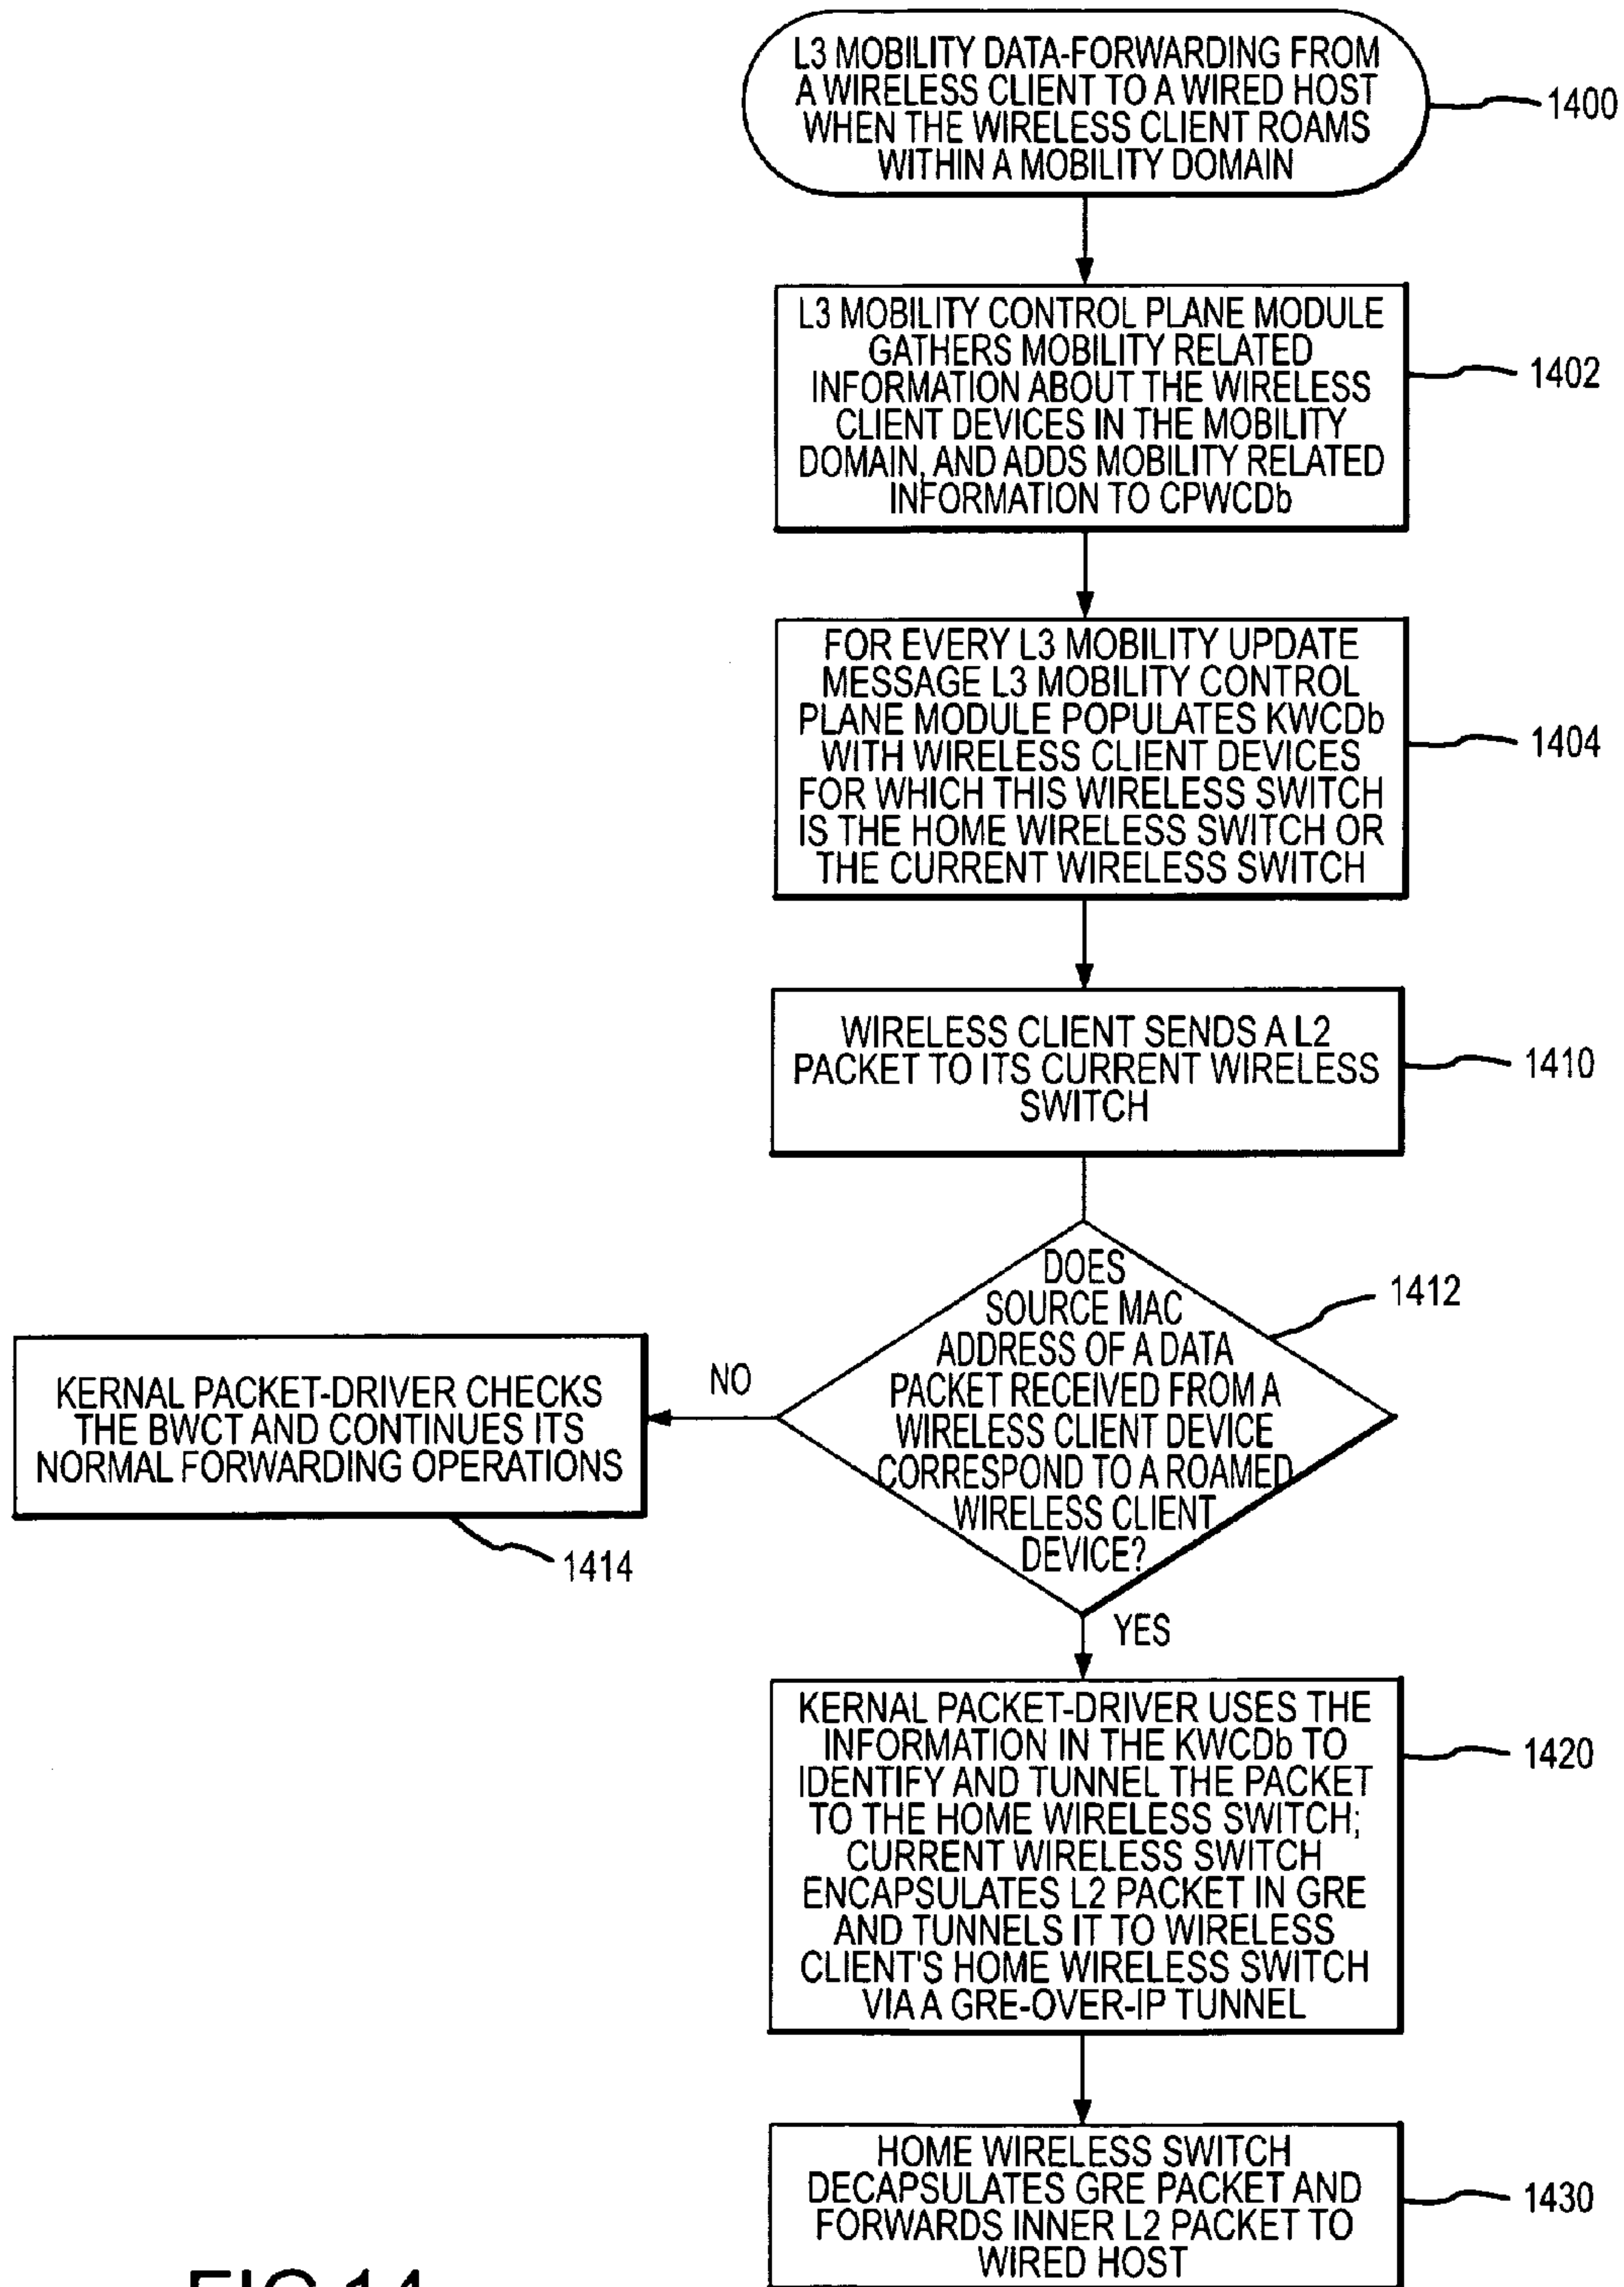 L3 MOBILITY DATA-FORWARDING FROM
A WIRELESS CLIENT TO A WIRED HOST
WHEN THE WIRELESS CLIENT ROAMS
WITHIN A MOBILITY DOMAIN
1400
L3 MOBILITY CONTROL PLANE MODULE
GATHERS MOBILITY RELATED
INFORMATION ABOUT THE WIRELESS
CLIENT DEVICES IN THE MOBILITY
DOMAIN, AND ADDS MOBILITY RELATED
INFORMATION TO CPWCDb
1402
FOR EVERY L3 MOBILITY UPDATE
MESSAGE L3 MOBILITY CONTROL
PLANE MODULE POPULATES KWCDb
WITH WIRELESS CLIENT DEVICES
FOR WHICH THIS WIRELESS SWITCH
IS THE HOME WIRELESS SWITCH OR
THE CURRENT WIRELESS SWITCH
1404
WIRELESS CLIENT SENDS A L2
PACKET TO ITS CURRENT WIRELESS
SWITCH
1410
DOES
SOURCE MAC
ADDRESS OF A DATA
PACKET RECEIVED FROM A
WIRELESS CLIENT DEVICE
CORRESPOND TO A ROAMED
WIRELESS CLIENT
DEVICE?
1412
NO
KERNAL PACKET-DRIVER CHECKS
THE BWCT AND CONTINUES ITS
NORMAL FORWARDING OPERATIONS
1414
YES
KERNAL PACKET-DRIVER USES THE
INFORMATION IN THE KWCDb TO
IDENTIFY AND TUNNEL THE PACKET
TO THE HOME WIRELESS SWITCH;
CURRENT WIRELESS SWITCH
ENCAPSULATES L2 PACKET IN GRE
AND TUNNELS IT TO WIRELESS
CLIENT'S HOME WIRELESS SWITCH
VIA A GRE-OVER-IP TUNNEL
1420
HOME WIRELESS SWITCH
DECAPSULATES GRE PACKET AND
FORWARDS INNER L2 PACKET TO
WIRED HOST
1430
FIG.14